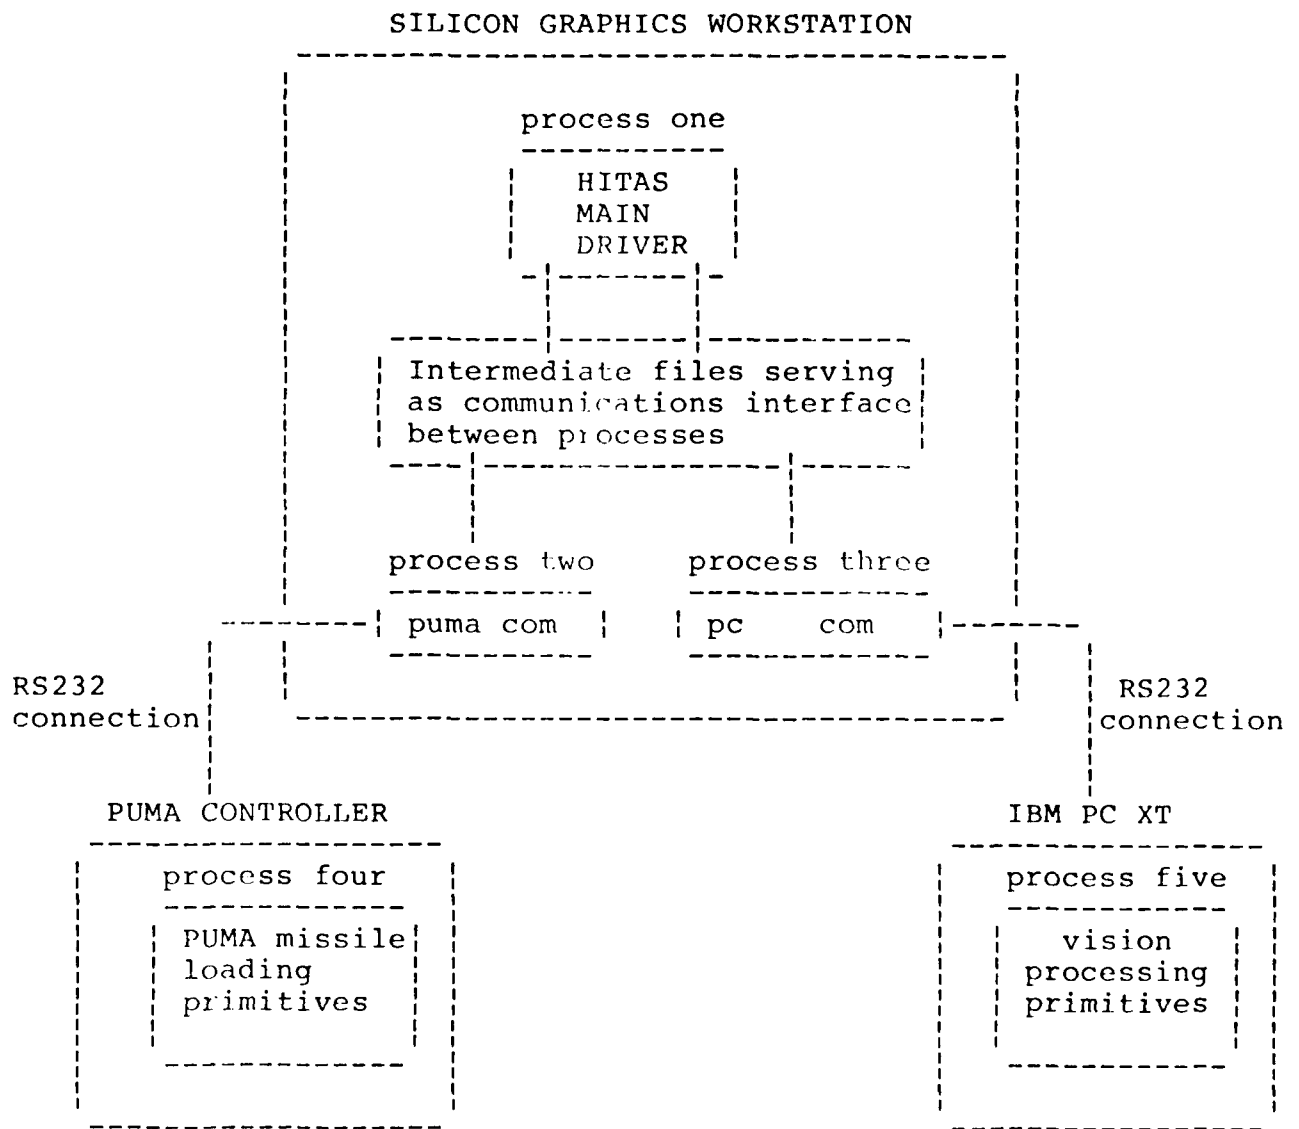 SILICON GRAPHICS WORKSTATION
process one
HITAS
MAIN
DRIVER
Intermediate files serving
as communications interface
between processes
process two
process three
puma com
pc com
RS232
connection
RS232
connection
PUMA CONTROLLER
IBM PC XT
process four
process five
PUMA missile
loading
primitives
vision
processing
primitives